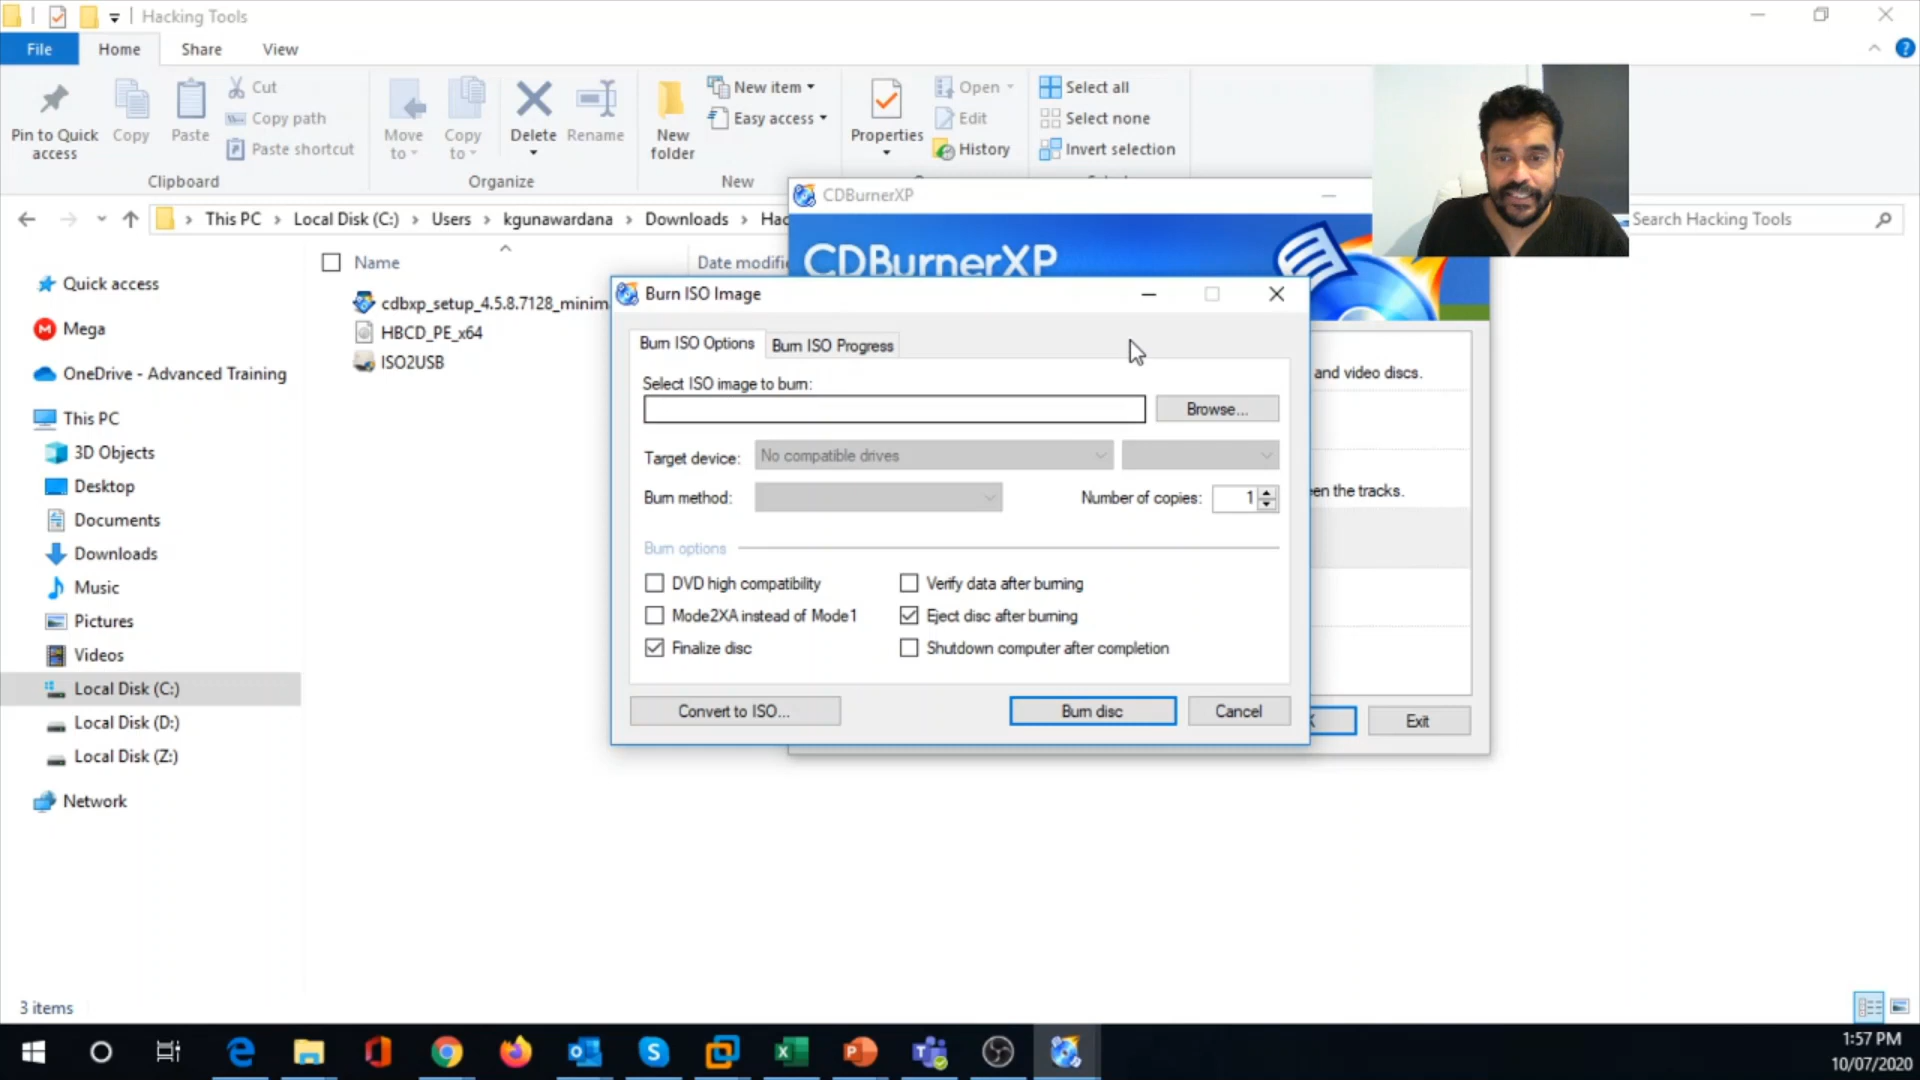 Hacking Tools
File
Home
Share
View
Pin to Quick
access
Copy
Paste
Cut
Copy path
Paste shortcut
Clipboard
Move
to
Copy
to
Delete
Rename
Organize
New
folder
New item
Easy access
New
Properties
Open
Edit
History
Select all
Select none
Invert selection
This PC
Local Disk (C:)
Users
kgunawardana
Downloads
Hac
Search Hacking Tools
Name
Date modifi
cdbxp_setup_4.5.8.7128_minim
HBCD_PE_x64
ISO2USB
Quick access
Mega
OneDrive - Advanced Training
This PC
3D Objects
Desktop
Documents
Downloads
Music
Pictures
Videos
Local Disk (C:)
Local Disk (D:)
Local Disk (Z:)
Network
3 items
CDBurnerXP
CDBurnerXP
and video discs.
en the tracks.
Exit
Burn ISO Image
Burn ISO Options
Burn ISO Progress
Select ISO image to burn:
Browse...
Target device:
No compatible drives
Burn method:
Number of copies:
1
Burn options
DVD high compatibility
Verify data after burning
Mode2XA instead of Mode1
Eject disc after burning
Finalize disc
Shutdown computer after completion
Convert to ISO...
Burn disc
Cancel
1:57 PM
10/07/2020